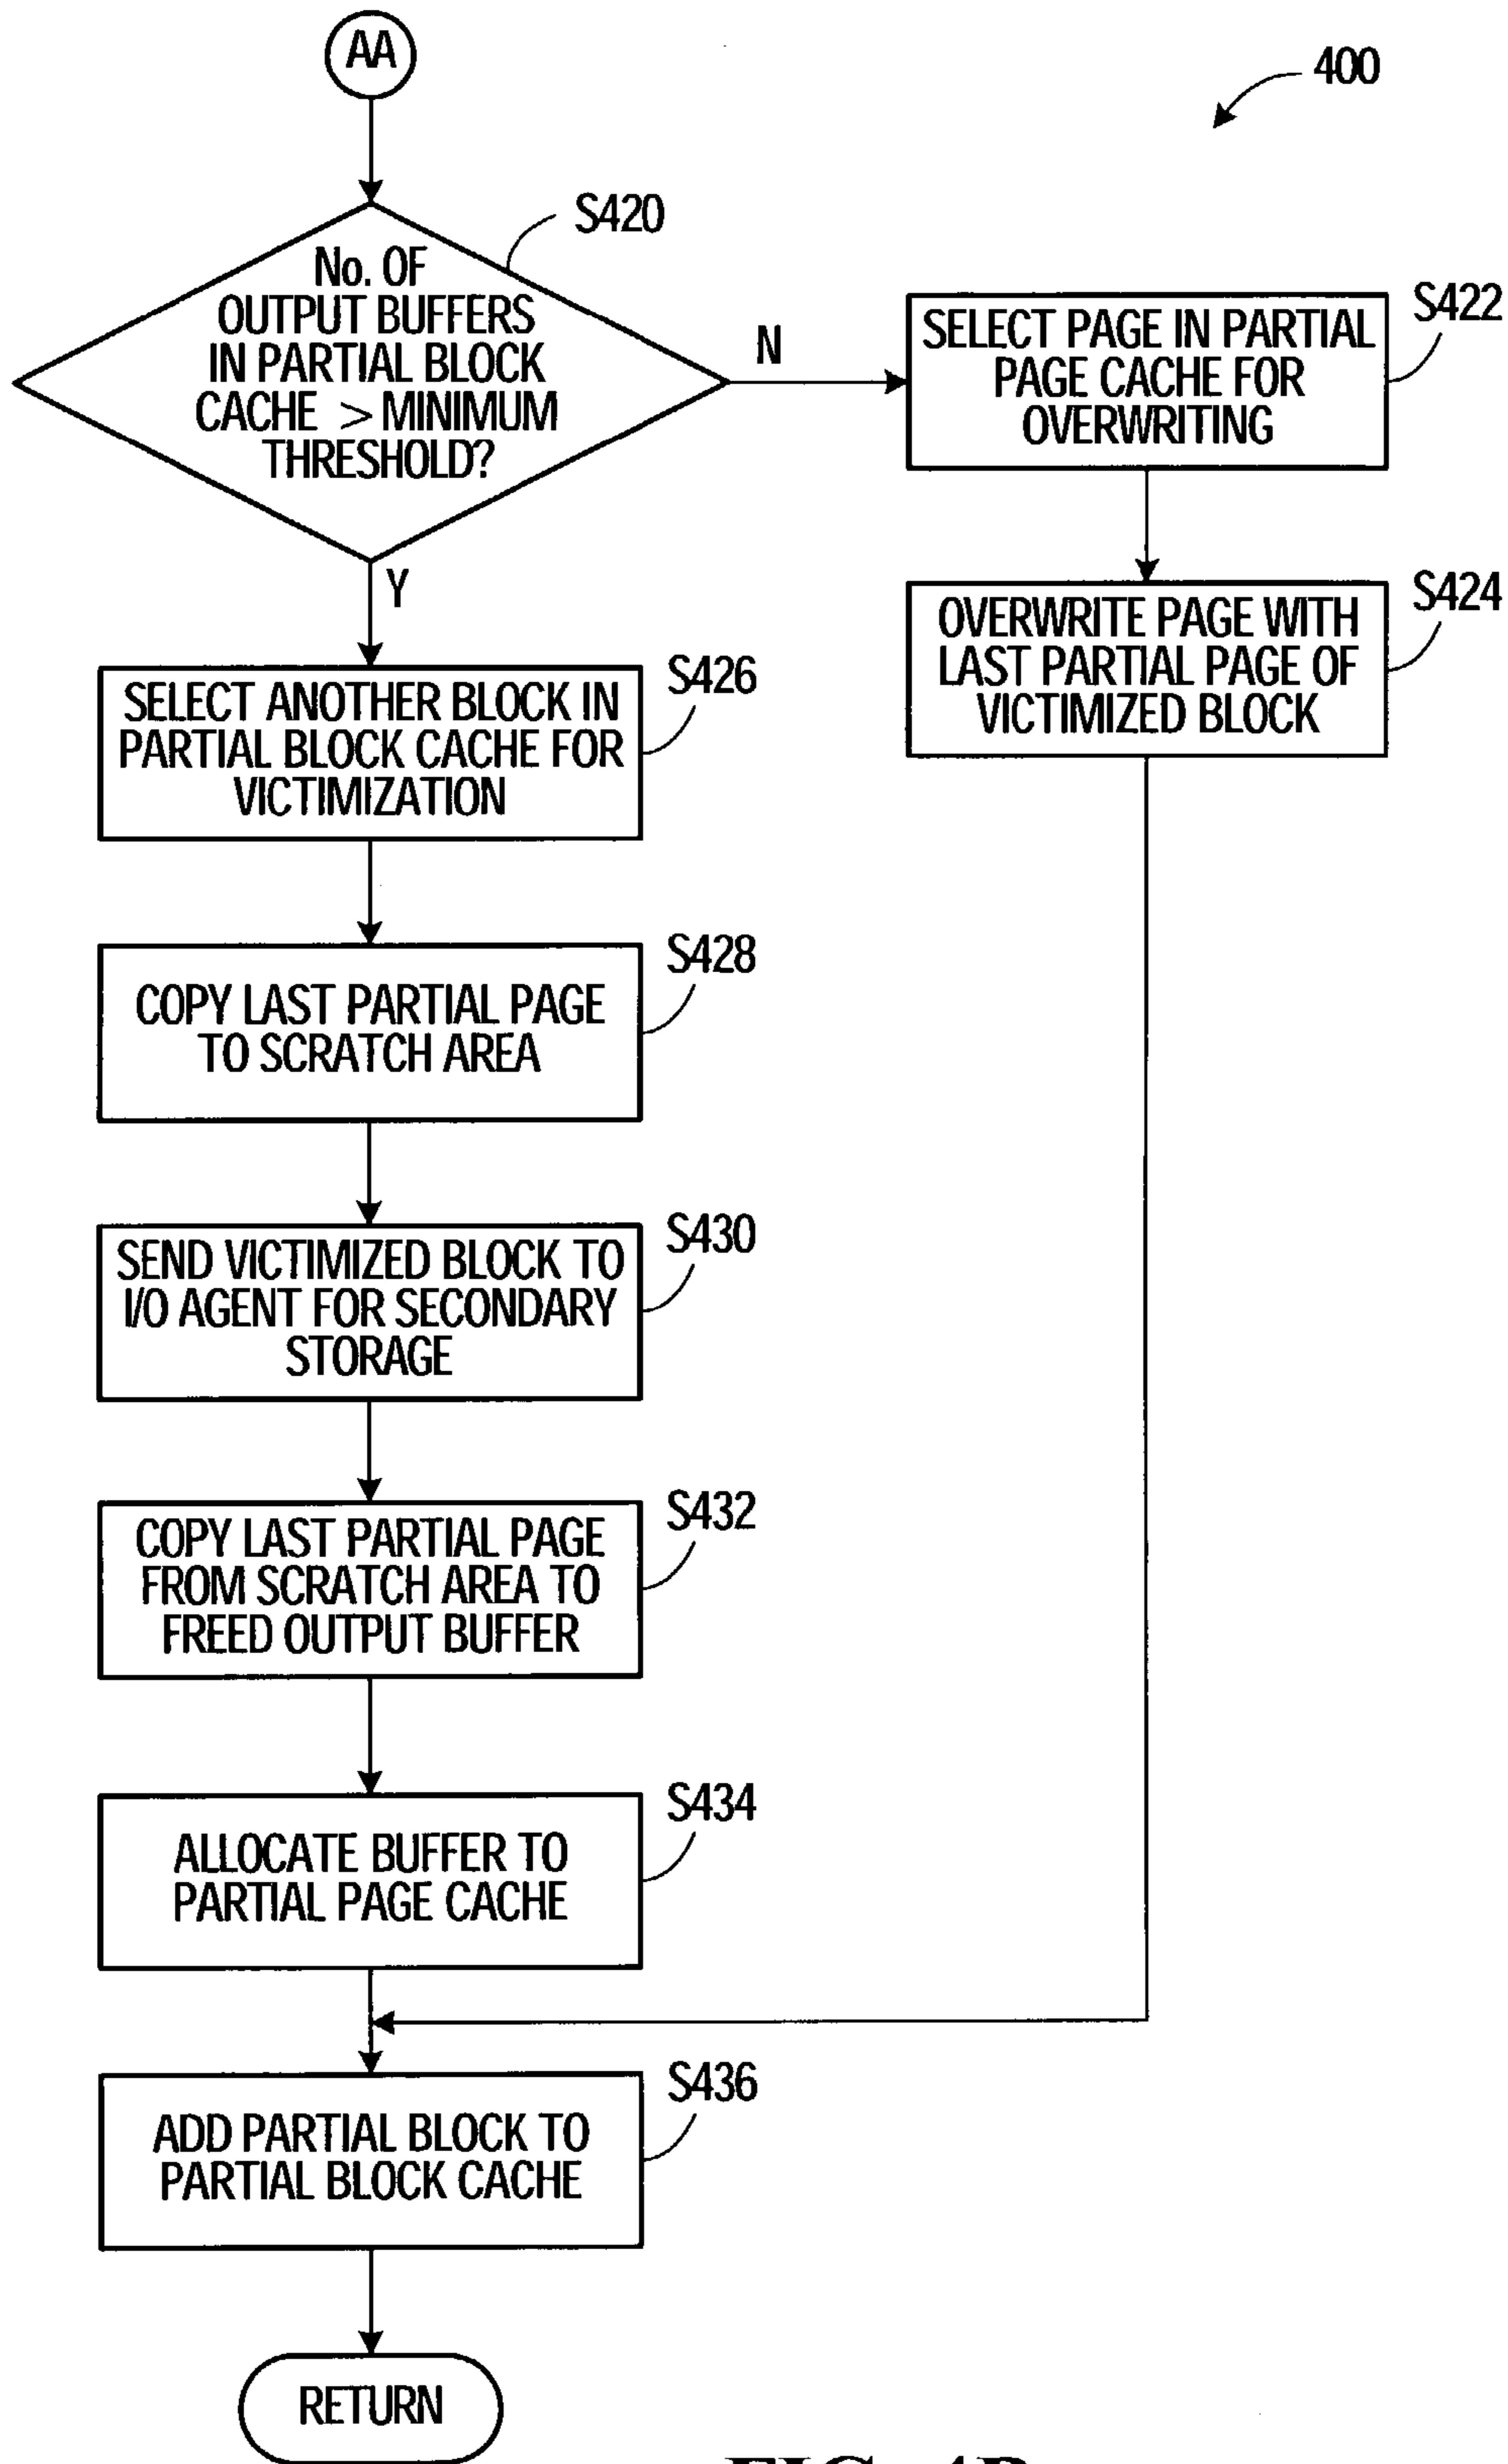 AA
400
S420
No. OF
OUTPUT BUFFERS
IN PARTIAL BLOCK
CACHE > MINIMUM
THRESHOLD?
N
S422
SELECT PAGE IN PARTIAL
PAGE CACHE FOR
OVERWRITING
Y
S424
OVERWRITE PAGE WITH
LAST PARTIAL PAGE OF
VICTIMIZED BLOCK
S426
SELECT ANOTHER BLOCK IN
PARTIAL BLOCK CACHE FOR
VICTIMIZATION
S428
COPY LAST PARTIAL PAGE
TO SCRATCH AREA
S430
SEND VICTIMIZED BLOCK TO
I/O AGENT FOR SECONDARY
STORAGE
S432
COPY LAST PARTIAL PAGE
FROM SCRATCH AREA TO
FREED OUTPUT BUFFER
S434
ALLOCATE BUFFER TO
PARTIAL PAGE CACHE
S436
ADD PARTIAL BLOCK TO
PARTIAL BLOCK CACHE
RETURN